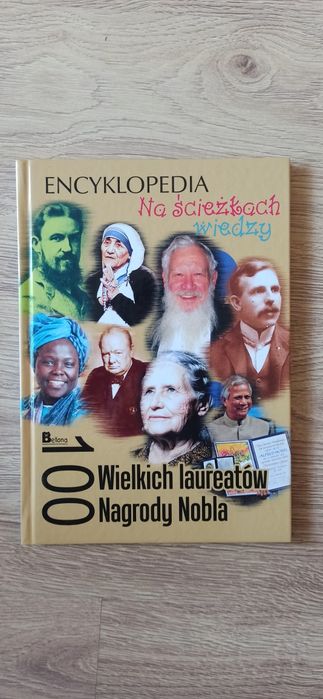 ENCYKLOPEDIA
Na ścieżkach
wiedzy
Bellona
100
Wielkich laureatów
Nagrody Nobla